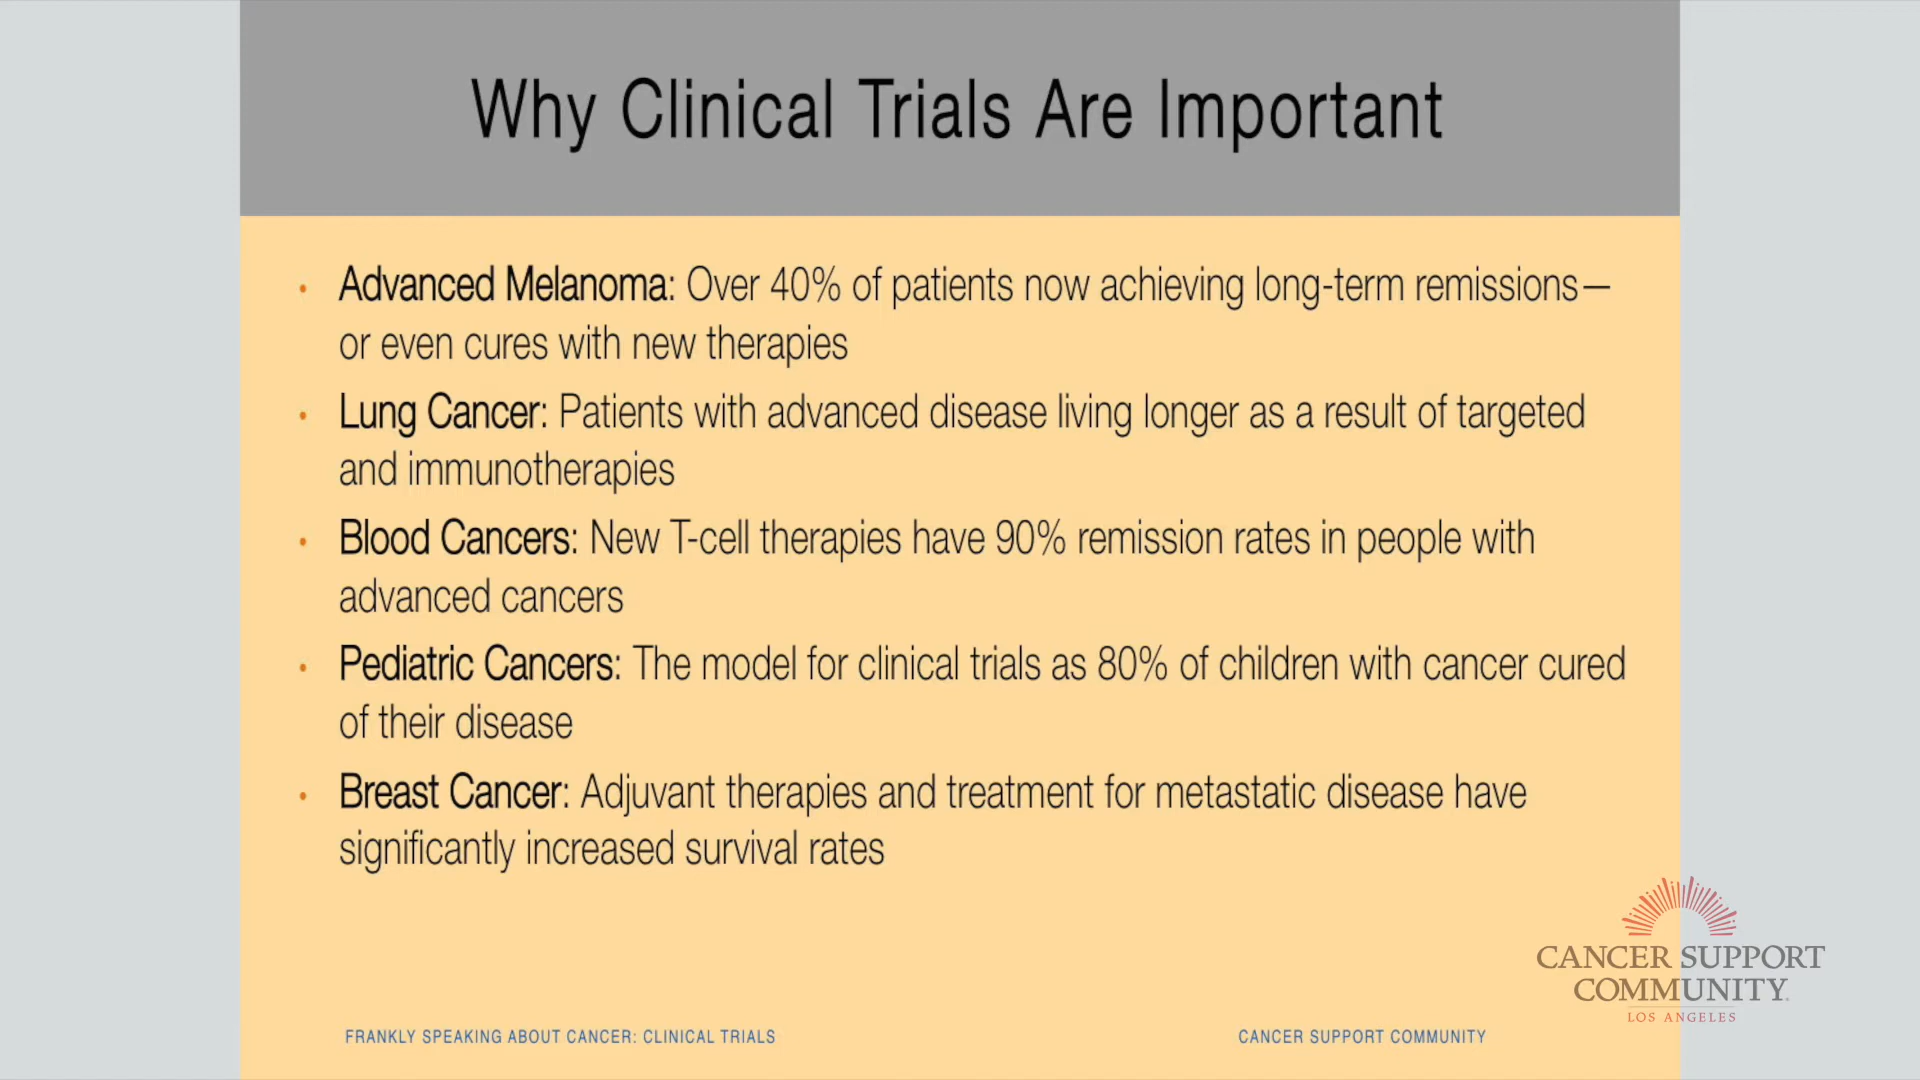 Why Clinical Trials Are Important
• Advanced Melanoma: Over 40% of patients now achieving long-term remissions—
or even cures with new therapies
• Lung Cancer: Patients with advanced disease living longer as a result of targeted
and immunotherapies
• Blood Cancers: New T-cell therapies have 90% remission rates in people with
advanced cancers
• Pediatric Cancers: The model for clinical trials as 80% of children with cancer cured
of their disease
• Breast Cancer: Adjuvant therapies and treatment for metastatic disease have
significantly increased survival rates
CANCER SUPPORT
COMMUNITY
LOS ANGELES
FRANKLY SPEAKING ABOUT CANCER: CLINICAL TRIALS
CANCER SUPPORT COMMUNITY